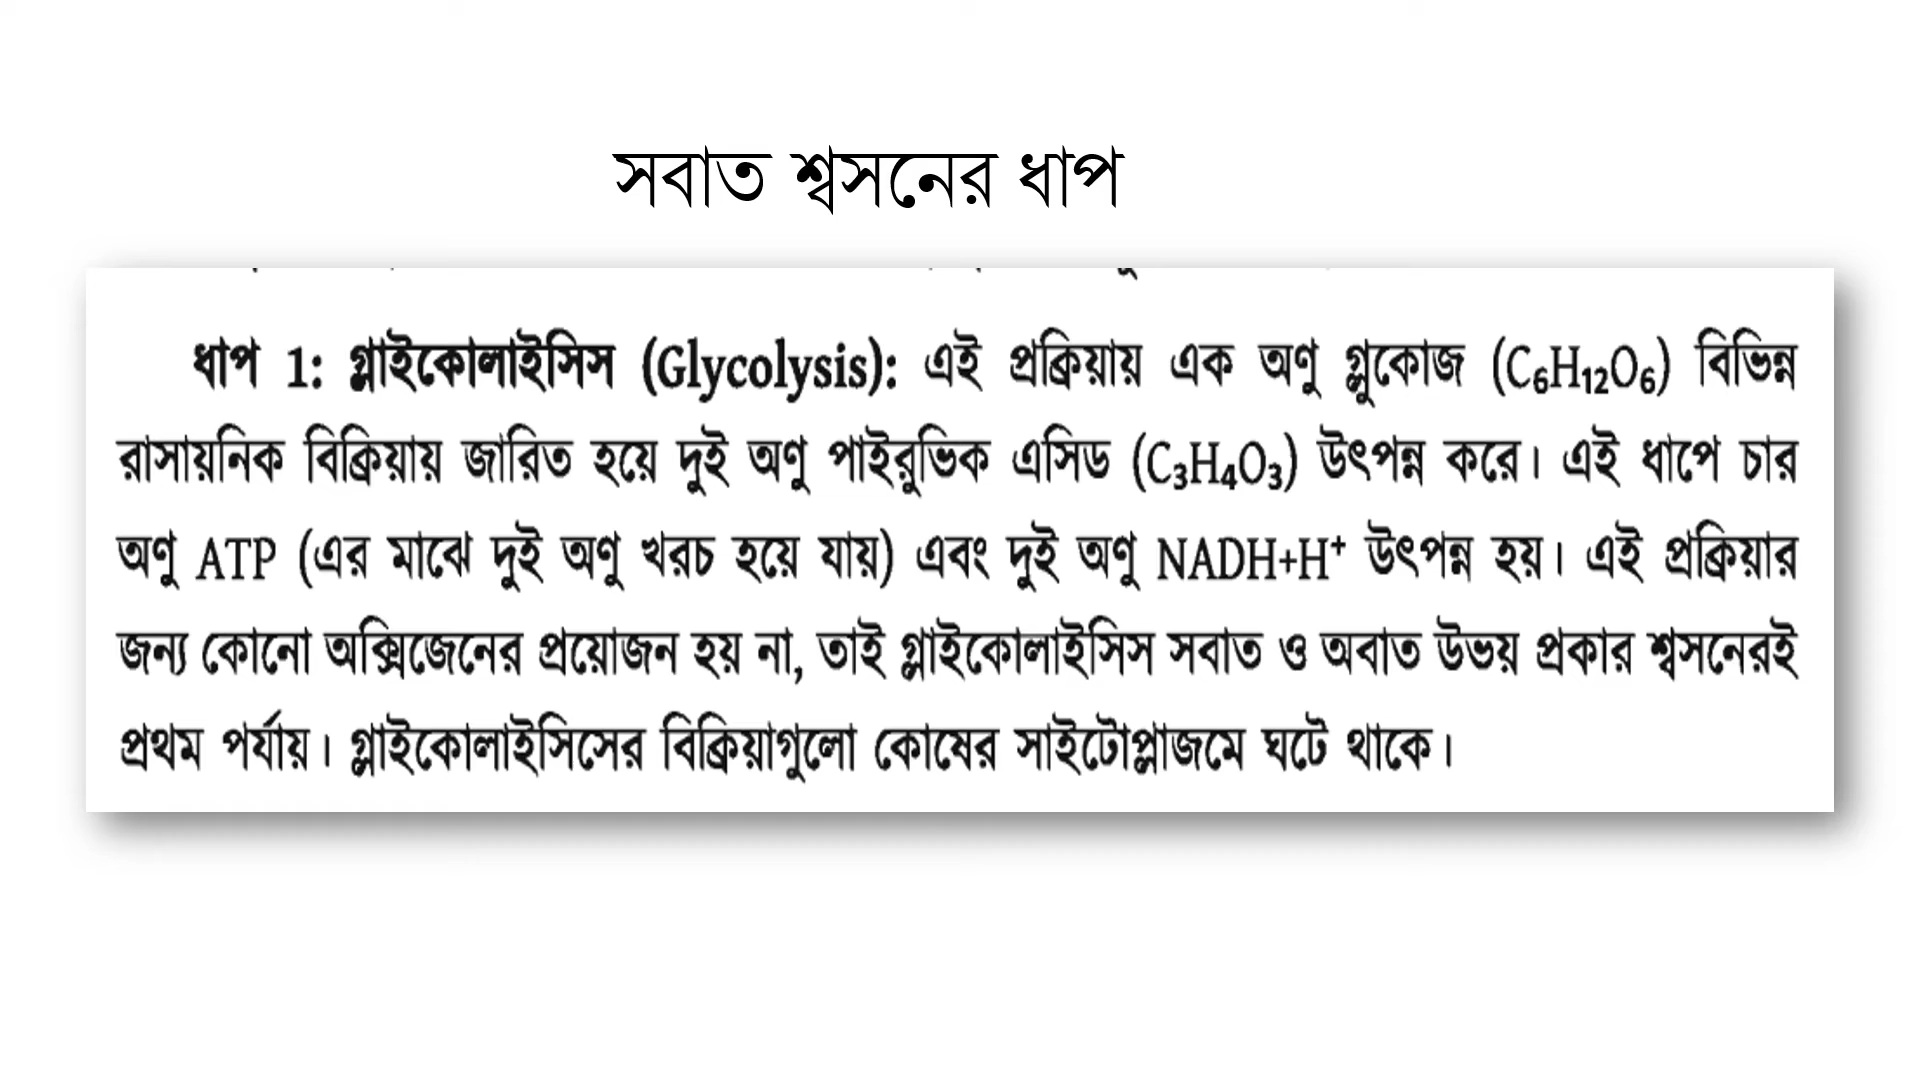 সবাত শ্বসনের ধাপ
ধাপ 1: গ্লাইকোলাইসিস (Glycolysis): এই প্রক্রিয়ায় এক অণু গ্লুকোজ (C₆H₁₂O₆) বিভিন্ন
রাসায়নিক বিক্রিয়ায় জারিত হয়ে দুই অণু পাইরুভিক এসিড (C₃H₄O₃) উৎপন্ন করে। এই ধাপে চার
অণু ATP (এর মাঝে দুই অণু খরচ হয়ে যায়) এবং দুই অণু NADH+H⁺ উৎপন্ন হয়। এই প্রক্রিয়ার
জন্য কোনো অক্সিজেনের প্রয়োজন হয় না, তাই গ্লাইকোলাইসিস সবাত ও অবাত উভয় প্রকার শ্বসনেরই
প্রথম পর্যায়। গ্লাইকোলাইসিসের বিক্রিয়াগুলো কোষের সাইটোপ্লাজমে ঘটে থাকে।